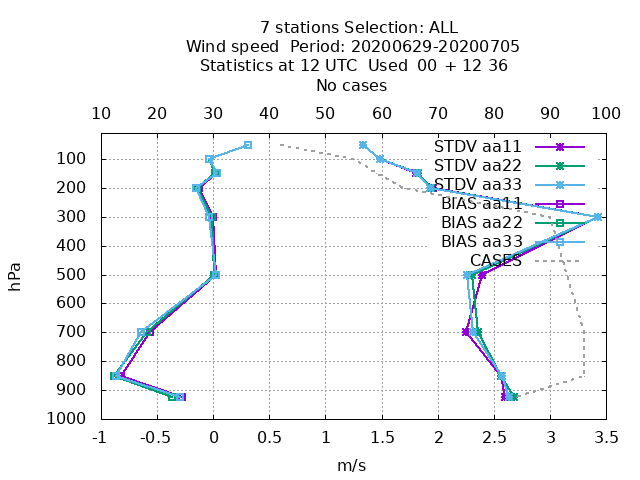 7 stations Selection: ALL
Wind speed  Period: 20200629-20200705
Statistics at 12 UTC  Used  00 + 12 36
No cases
10 20 30 40 50 60 70 80 90 100
STDV aa11
STDV aa22
STDV aa33
BIAS aa11
BIAS aa22
BIAS aa33
CASES
100
200
300
400
500
600
700
800
900
1000
hPa
-1 -0.5 0 0.5 1 1.5 2 2.5 3 3.5
m/s